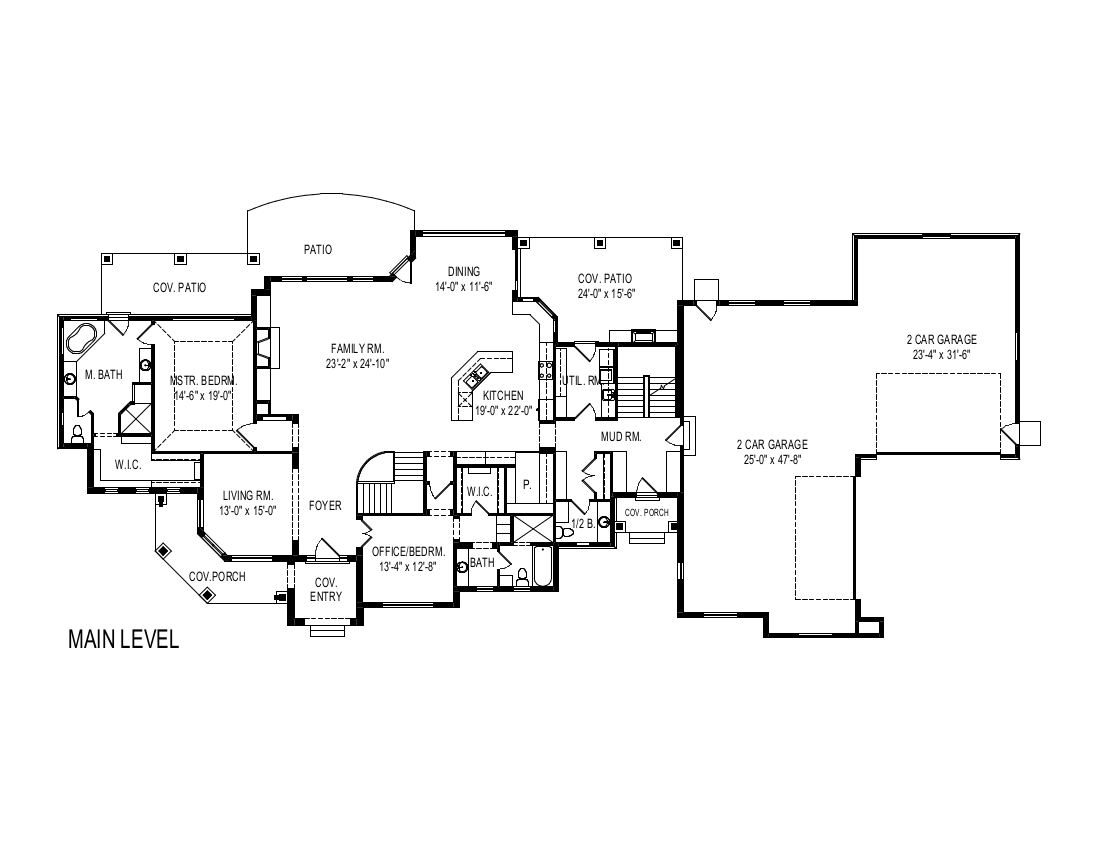 PATIO
COV. PATIO
DINING
14'-0" x 11'-6"
COV. PATIO
24'-0" x 15'-6"
2 CAR GARAGE
23'-4" x 31'-6"
FAMILY RM.
23'-2" x 24'-10"
M. BATH
MSTR. BEDRM.
14'-6" x 19'-0"
UTIL. RM.
KITCHEN
19'-0" x 22'-0"
MUD RM.
2 CAR GARAGE
25'-0" x 47'-8"
W.I.C.
LIVING RM.
13'-0" x 15'-0"
FOYER
W.I.C.
P.
1/2 B.
COV. PORCH
OFFICE/BEDRM.
13'-4" x 12'-8"
BATH
COV.PORCH
COV.
ENTRY
MAIN LEVEL